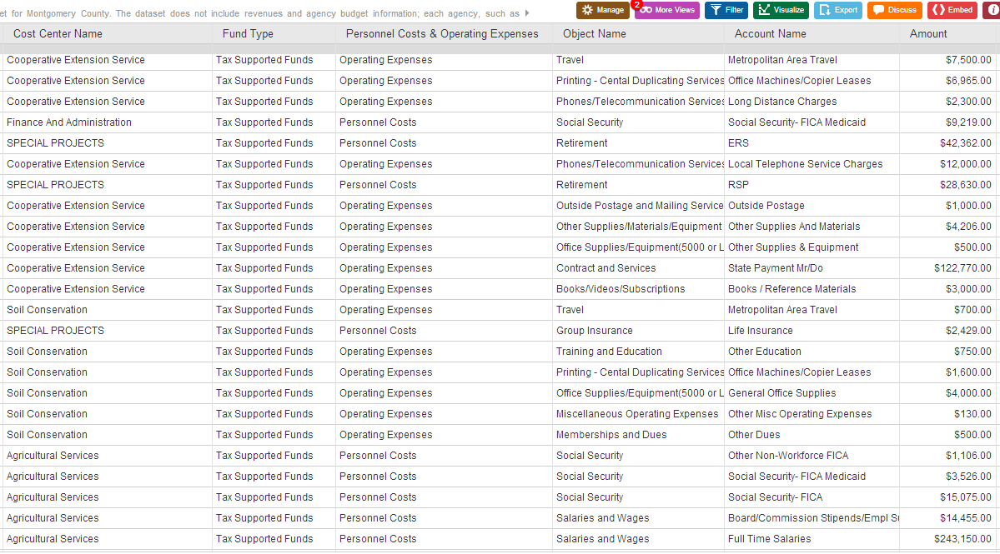 et for Montgomery County. The dataset does not include revenues and agency budget information; each agency, such as
Manage 2 More Views Filter Visualize Export Discuss Embed
Cost Center Name Fund Type Personnel Costs & Operating Expenses Object Name Account Name Amount
Cooperative Extension Service Tax Supported Funds Operating Expenses Travel Metropolitan Area Travel $7,500.00
Cooperative Extension Service Tax Supported Funds Operating Expenses Printing - Cental Duplicating Services Office Machines/Copier Leases $6,965.00
Cooperative Extension Service Tax Supported Funds Operating Expenses Phones/Telecommunication Services Long Distance Charges $2,300.00
Finance And Administration Tax Supported Funds Personnel Costs Social Security Social Security- FICA Medicaid $9,219.00
SPECIAL PROJECTS Tax Supported Funds Personnel Costs Retirement ERS $42,362.00
Cooperative Extension Service Tax Supported Funds Operating Expenses Phones/Telecommunication Services Local Telephone Service Charges $12,000.00
SPECIAL PROJECTS Tax Supported Funds Personnel Costs Retirement RSP $28,630.00
Cooperative Extension Service Tax Supported Funds Operating Expenses Outside Postage and Mailing Service Outside Postage $1,000.00
Cooperative Extension Service Tax Supported Funds Operating Expenses Other Supplies/Materials/Equipment Other Supplies And Materials $4,206.00
Cooperative Extension Service Tax Supported Funds Operating Expenses Office Supplies/Equipment(5000 or L Other Supplies & Equipment $500.00
Cooperative Extension Service Tax Supported Funds Operating Expenses Contract and Services State Payment Mr/Do $122,770.00
Cooperative Extension Service Tax Supported Funds Operating Expenses Books/Videos/Subscriptions Books / Reference Materials $3,000.00
Soil Conservation Tax Supported Funds Operating Expenses Travel Metropolitan Area Travel $700.00
SPECIAL PROJECTS Tax Supported Funds Personnel Costs Group Insurance Life Insurance $2,429.00
Soil Conservation Tax Supported Funds Operating Expenses Training and Education Other Education $750.00
Soil Conservation Tax Supported Funds Operating Expenses Printing - Cental Duplicating Services Office Machines/Copier Leases $1,600.00
Soil Conservation Tax Supported Funds Operating Expenses Office Supplies/Equipment(5000 or L General Office Supplies $4,000.00
Soil Conservation Tax Supported Funds Operating Expenses Miscellaneous Operating Expenses Other Misc Operating Expenses $130.00
Soil Conservation Tax Supported Funds Operating Expenses Memberships and Dues Other Dues $500.00
Agricultural Services Tax Supported Funds Personnel Costs Social Security Other Non-Workforce FICA $1,106.00
Agricultural Services Tax Supported Funds Personnel Costs Social Security Social Security- FICA Medicaid $3,526.00
Agricultural Services Tax Supported Funds Personnel Costs Social Security Social Security- FICA $15,075.00
Agricultural Services Tax Supported Funds Personnel Costs Salaries and Wages Board/Commission Stipends/Empl Su $14,455.00
Agricultural Services Tax Supported Funds Personnel Costs Salaries and Wages Full Time Salaries $243,150.00